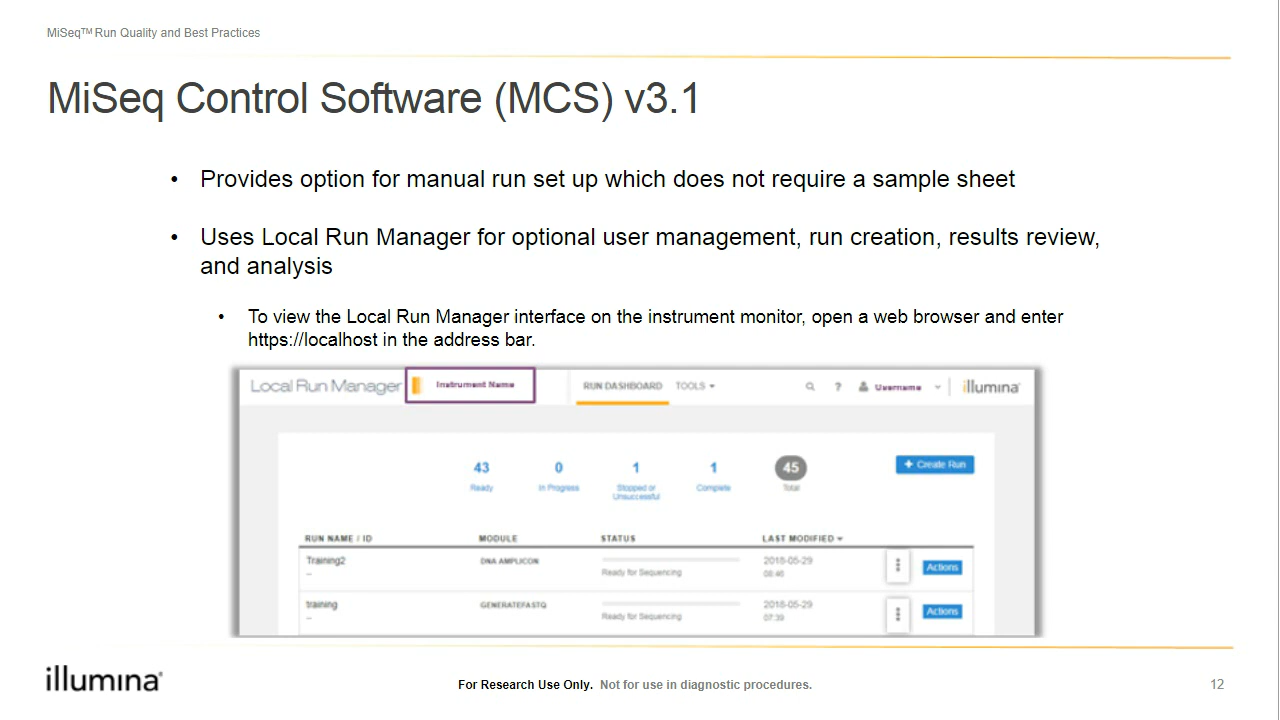 MiSeq™ Run Quality and Best Practices
MiSeq Control Software (MCS) v3.1
• Provides option for manual run set up which does not require a sample sheet
• Uses Local Run Manager for optional user management, run creation, results review,
and analysis
• To view the Local Run Manager interface on the instrument monitor, open a web browser and enter
https://localhost in the address bar.
Local Run Manager Instrument Name RUN DASHBOARD TOOLS ? Username illumina®
43 0 1 1 45 + Create Run
Ready In Progress Stopped or Unsuccessful Complete Total
RUN NAME / ID MODULE STATUS LAST MODIFIED
Training2 DNA AMPLICON 2018-05-29 Actions
-- Ready for Sequencing 08:46
training GENERATEFASTQ 2018-05-29 Actions
-- Ready for Sequencing 07:39
illumina®
For Research Use Only. Not for use in diagnostic procedures.
12